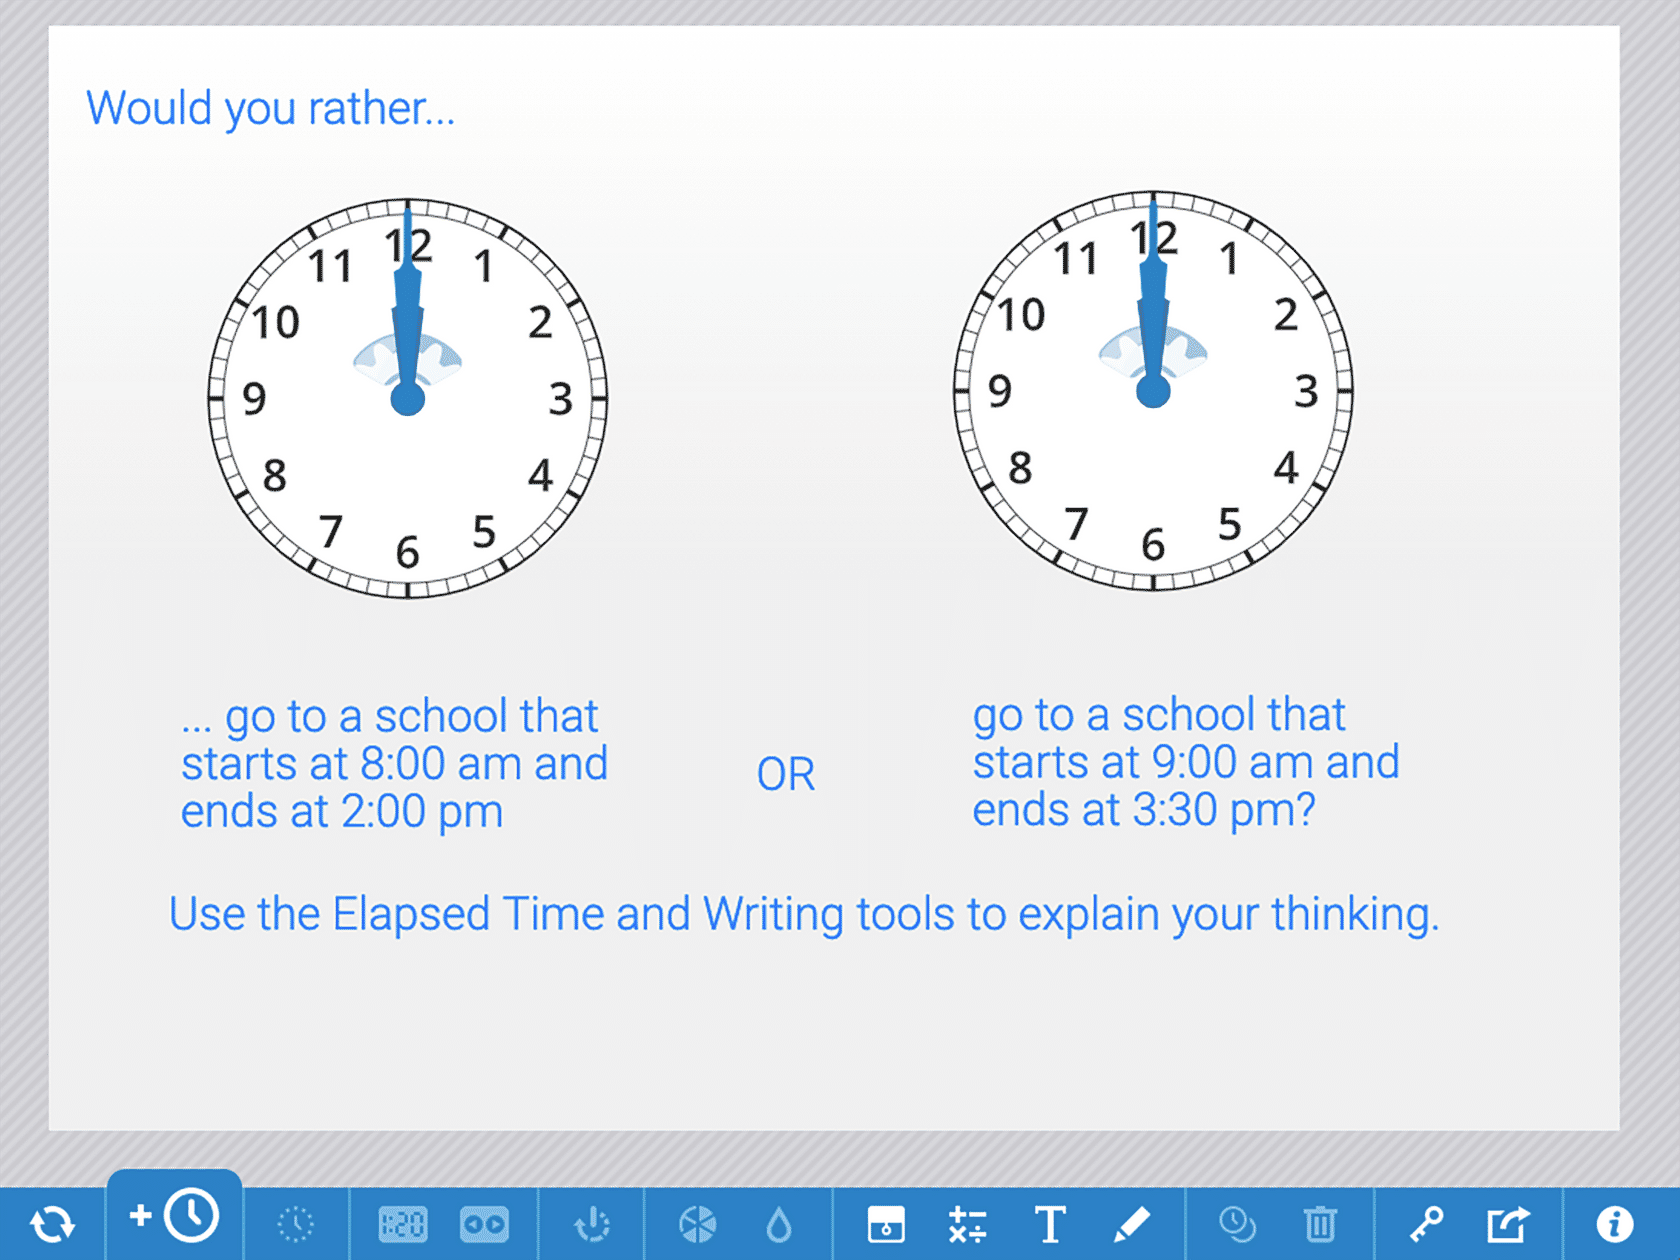 Would you rather...
12
1
2
3
4
5
6
7
8
9
10
11
12
1
2
3
4
5
6
7
8
9
10
11
... go to a school that
starts at 8:00 am and
ends at 2:00 pm
OR
go to a school that
starts at 9:00 am and
ends at 3:30 pm?
Use the Elapsed Time and Writing tools to explain your thinking.
1:20
T
i